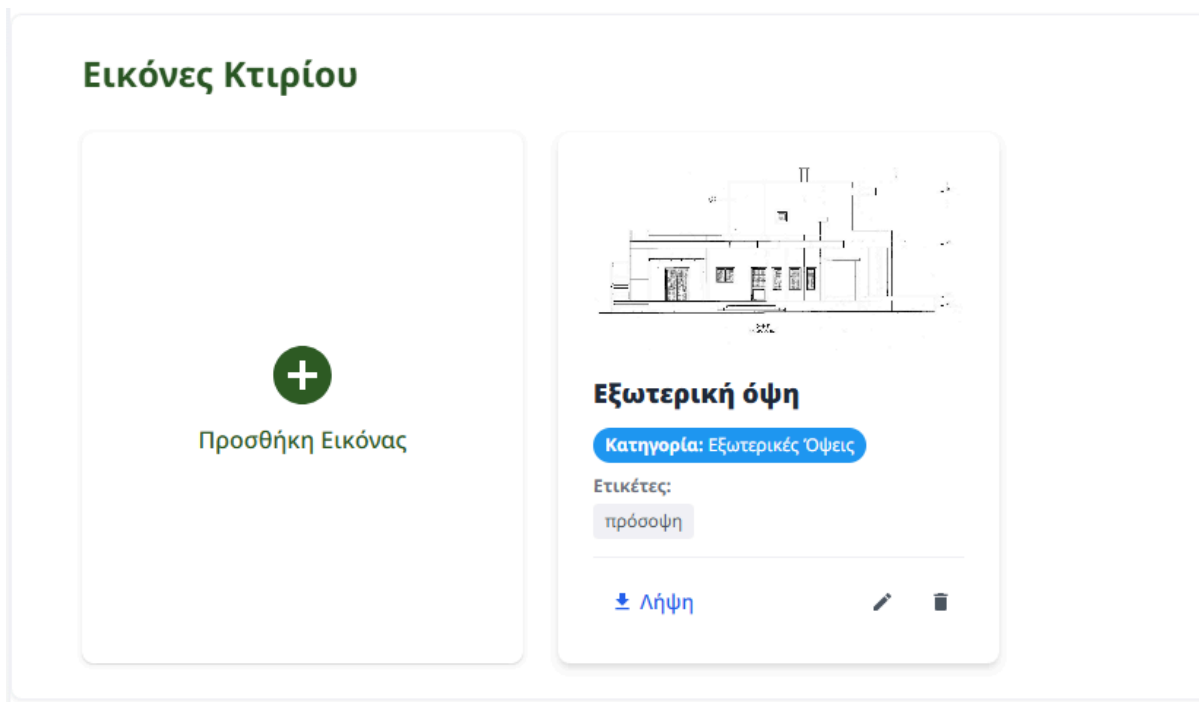 Εικόνες Κτιρίου
Προσθήκη Εικόνας
Εξωτερική όψη
Κατηγορία: Εξωτερικές Όψεις
Ετικέτες:
πρόσοψη
Λήψη